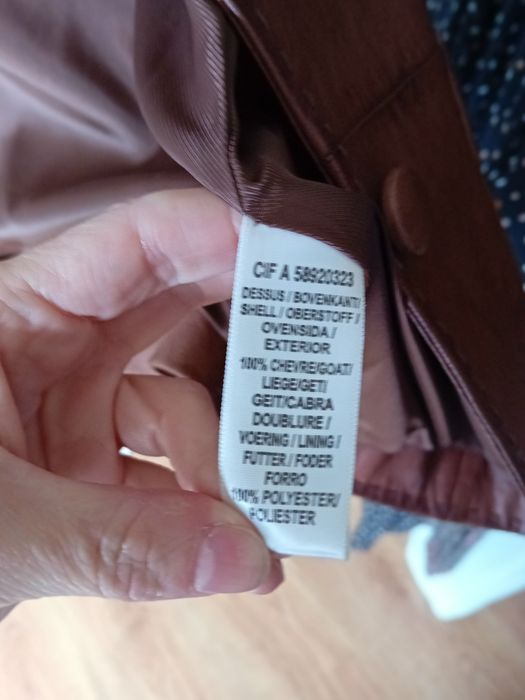 CIF A 58920323
DESSUS / BOVENKANT/
SHELL / OBERSTOFF /
OVENSIDA /
EXTERIOR
100% CHEVRE/GOAT/
LIEGE/GETI/
GEIT/CABRA
DOUBLURE /
VOERING / LINING /
FUTTER / FODER
FORRO
100% POLYESTER/
POLIESTER